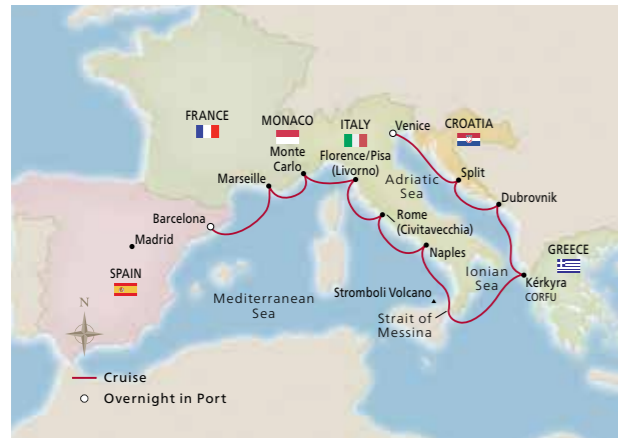 FRANCE
MONACO
ITALY
CROATIA
Venice
Monte
Carlo
Florence/Pisa
(Livorno)
Marseille
Adriatic
Sea
Split
Dubrovnik
Barcelona
Rome
(Civitavecchia)
Madrid
Naples
GREECE
SPAIN
Ionian
Sea
Kérkyra
CORFU
Mediterranean
Sea
Stromboli Volcano
Strait of
Messina
N
Cruise
Overnight in Port